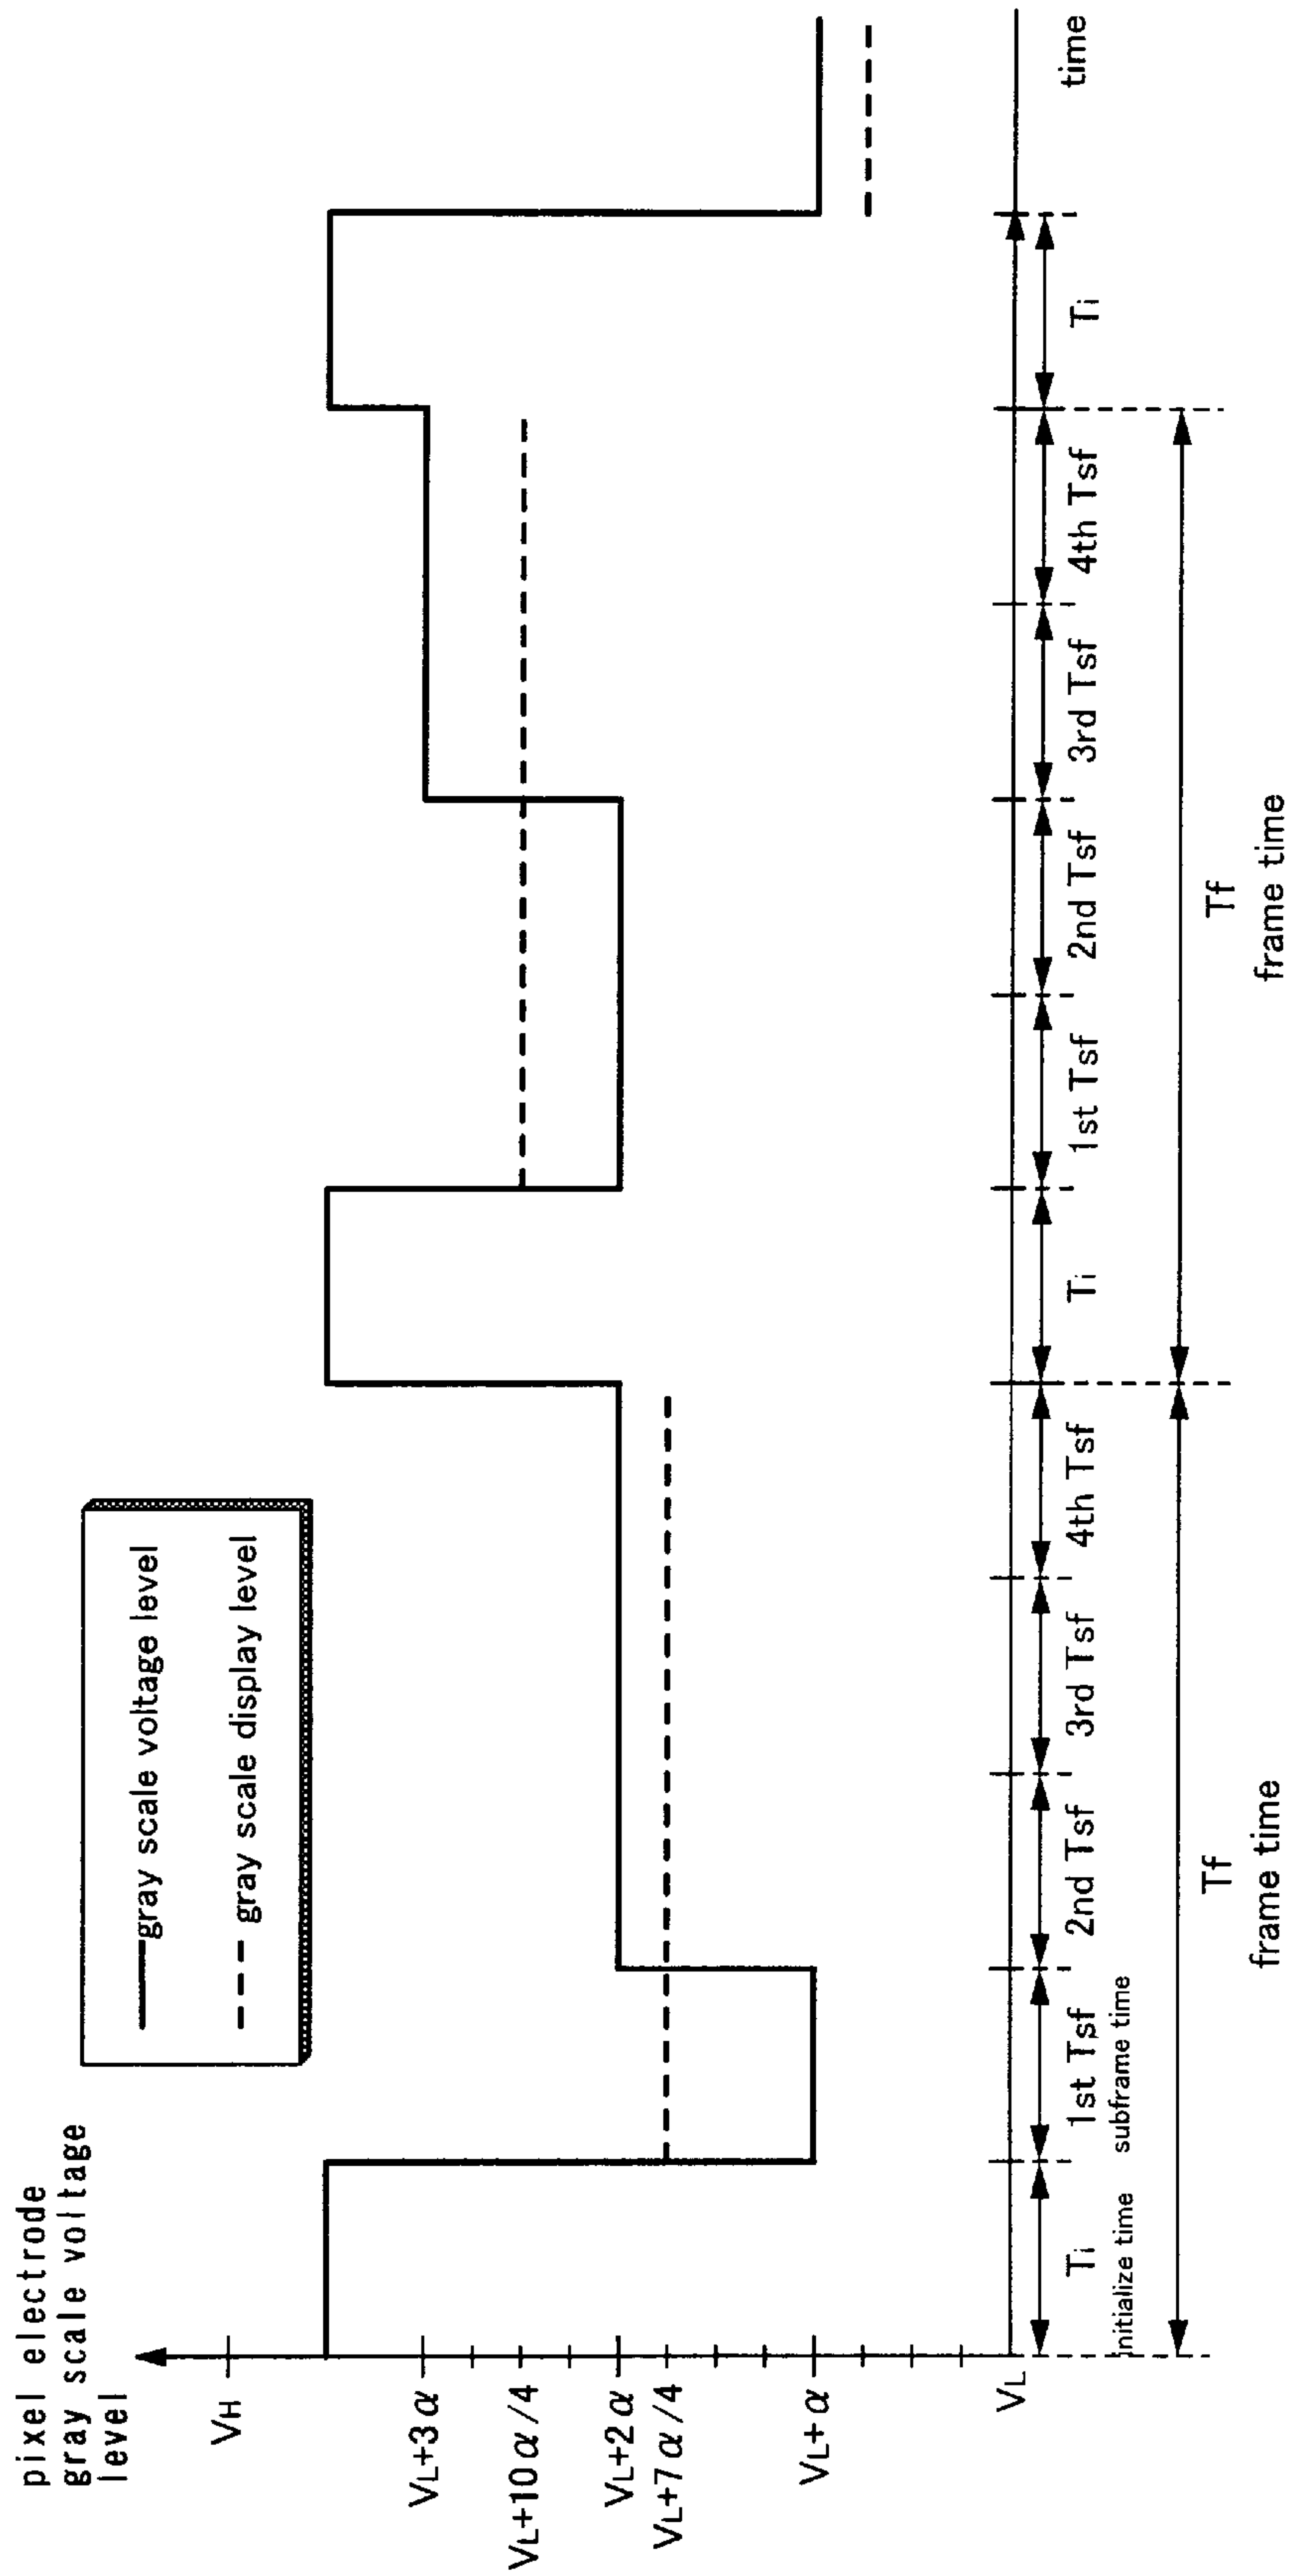 pixel electrode
gray scale voltage
level
gray scale voltage level
gray scale display level
VH
VL+3α
VL+10α/4
VL+2α
VL+7α/4
VL+α
VL
Ti
1st Tsf
2nd Tsf
3rd Tsf
4th Tsf
Ti
1st Tsf
2nd Tsf
3rd Tsf
4th Tsf
Ti
time
initialize time
subframe time
Tf
frame time
Tf
frame time